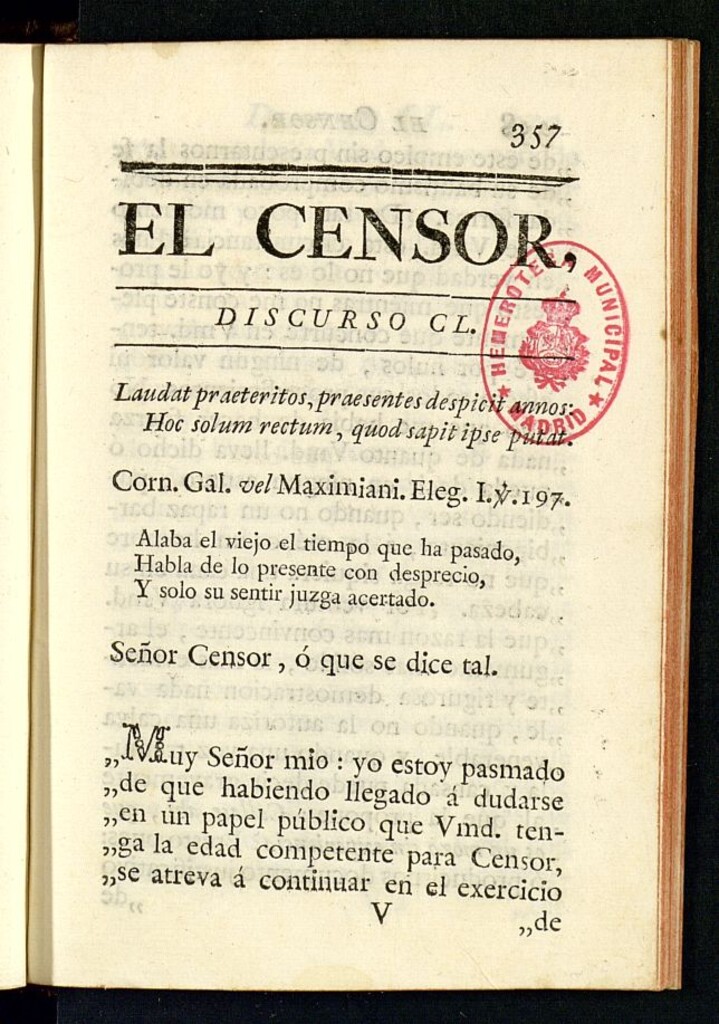 357
EL CENSOR,
DISCURSO CL.
HEMEROTECA MUNICIPAL
★ MADRID ★
Laudat praeteritos, praesentes despicit annos:
Hoc solum rectum, quod sapit ipse putat.
Corn. Gal. vel Maximiani. Eleg. I. ℣. 197.
Alaba el viejo el tiempo que ha pasado,
Habla de lo presente con desprecio,
Y solo su sentir juzga acertado.
Señor Censor, ó que se dice tal.
„Muy Señor mio: yo estoy pasmado
„de que habiendo llegado á dudarse
„en un papel público que Vmd. ten-
„ga la edad competente para Censor,
„se atreva á continuar en el exercicio
V
„de